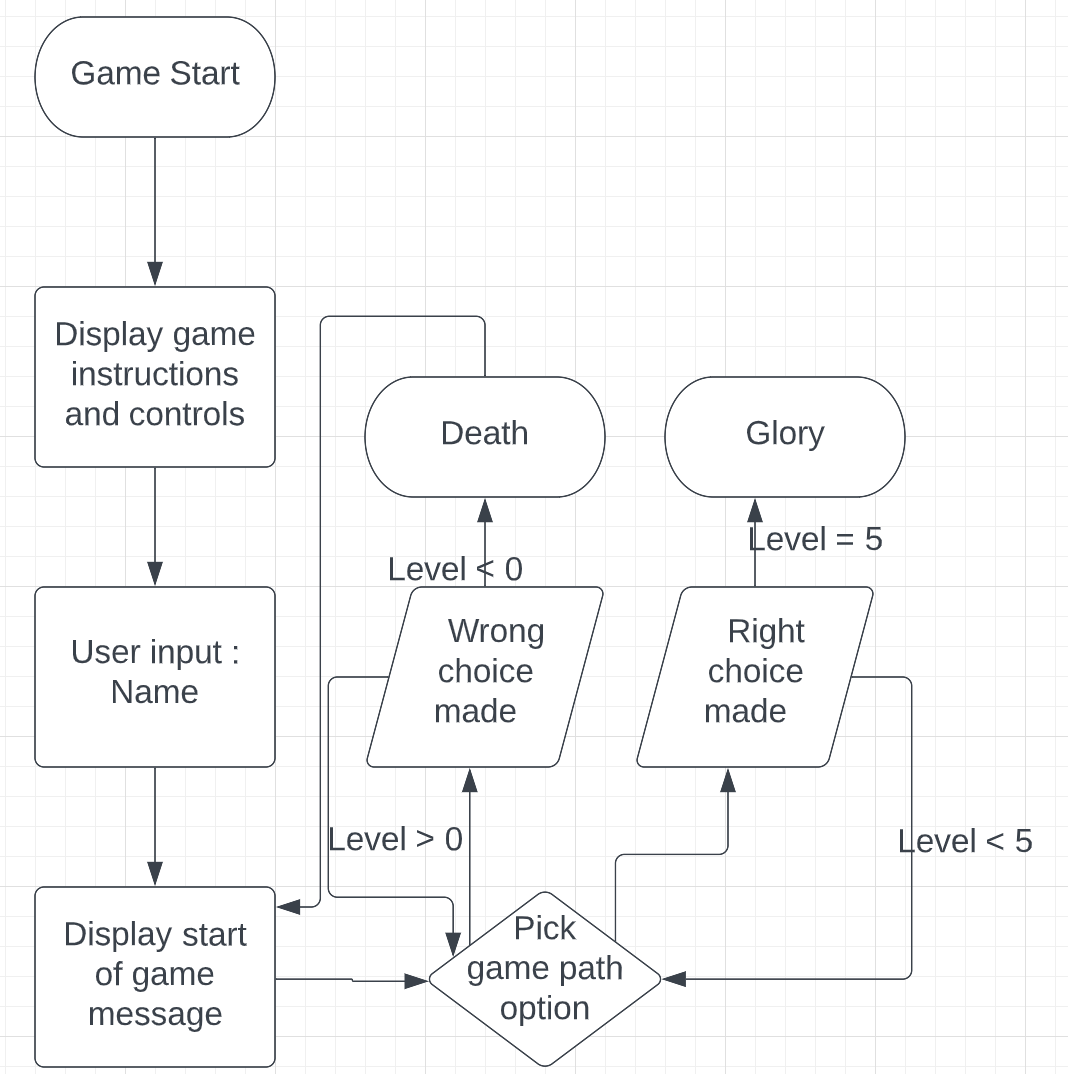 Game Start
Display game
instructions
and controls
User input :
Name
Display start
of game
message
Death
Glory
Level < 0
Level = 5
Wrong
choice
made
Right
choice
made
Level > 0
Level < 5
Pick
game path
option